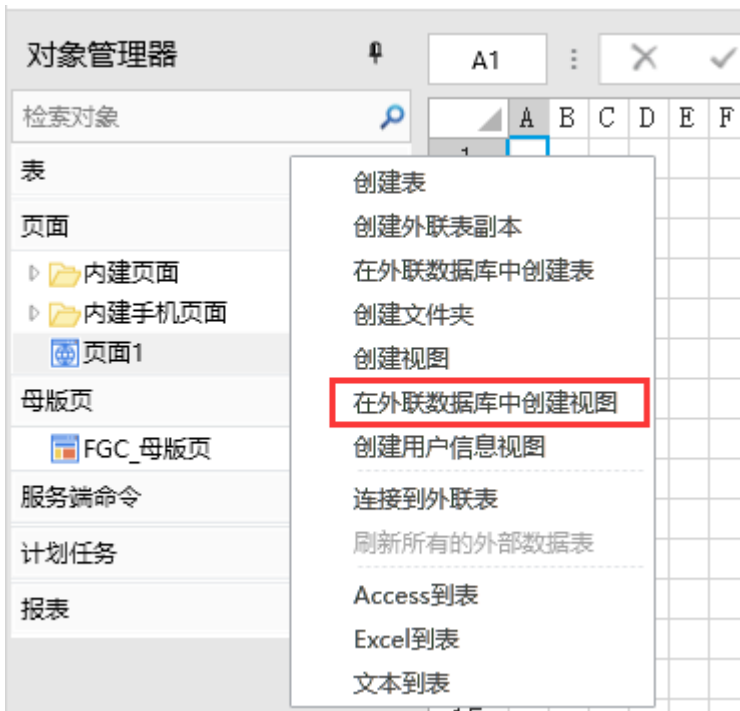 对象管理器
A1
检索对象
A B C D E F
1
表
页面
内建页面
内建手机页面
页面1
母版页
FGC_母版页
服务端命令
计划任务
报表
创建表
创建外联表副本
在外联数据库中创建表
创建文件夹
创建视图
在外联数据库中创建视图
创建用户信息视图
连接到外联表
刷新所有的外部数据表
Access到表
Excel到表
文本到表